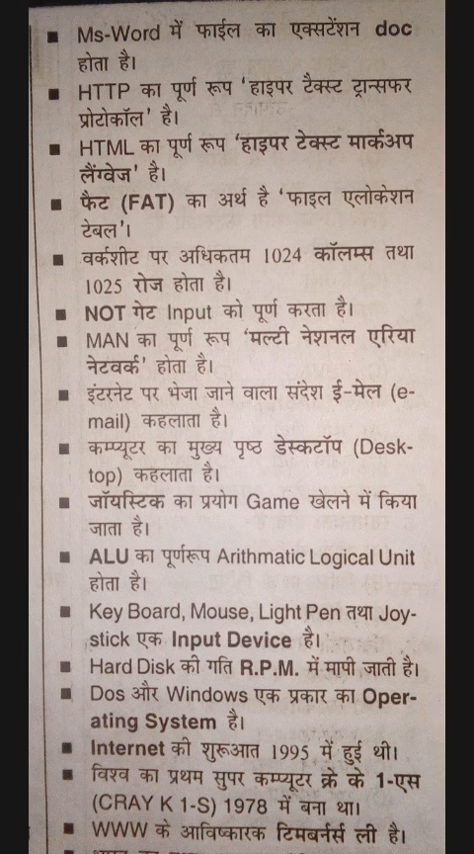 ■ Ms-Word में फाईल का एक्सटेंशन doc
होता है।
■ HTTP का पूर्ण रूप 'हाइपर टैक्स्ट ट्रान्सफर
प्रोटोकॉल' है।
■ HTML का पूर्ण रूप 'हाइपर टेक्स्ट मार्कअप
लैंग्वेज' है।
■ फैट (FAT) का अर्थ है 'फाइल एलोकेशन
टेबल'।
■ वर्कशीट पर अधिकतम 1024 कॉलम्स तथा
1025 रोज होता है।
■ NOT गेट Input को पूर्ण करता है।
■ MAN का पूर्ण रूप 'मल्टी नेशनल एरिया
नेटवर्क' होता है।
■ इंटरनेट पर भेजा जाने वाला संदेश ई-मेल (e-
mail) कहलाता है।
■ कम्प्यूटर का मुख्य पृष्ठ डेस्कटॉप (Desk-
top) कहलाता है।
■ जॉयस्टिक का प्रयोग Game खेलने में किया
जाता है।
■ ALU का पूर्णरूप Arithmatic Logical Unit
होता है।
■ Key Board, Mouse, Light Pen तथा Joy-
stick एक Input Device है।
■ Hard Disk की गति R.P.M. में मापी जाती है।
■ Dos और Windows एक प्रकार का Oper-
ating System है।
■ Internet की शुरूआत 1995 में हुई थी।
■ विश्व का प्रथम सुपर कम्प्यूटर क्रे के 1-एस
(CRAY K 1-S) 1978 में बना था।
■ WWW के आविष्कारक टिमबर्नर्स ली है।